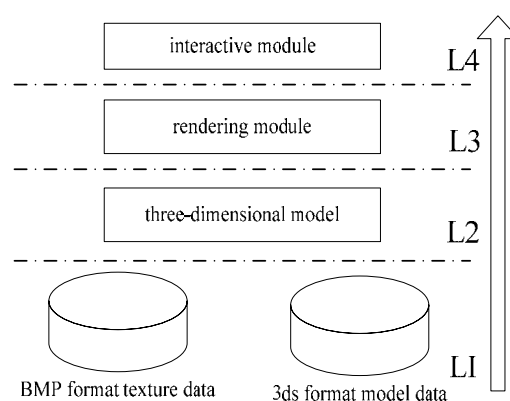 interactive module
L4
rendering module
L3
three-dimensional model
L2
BMP format texture data
3ds format model data
LI